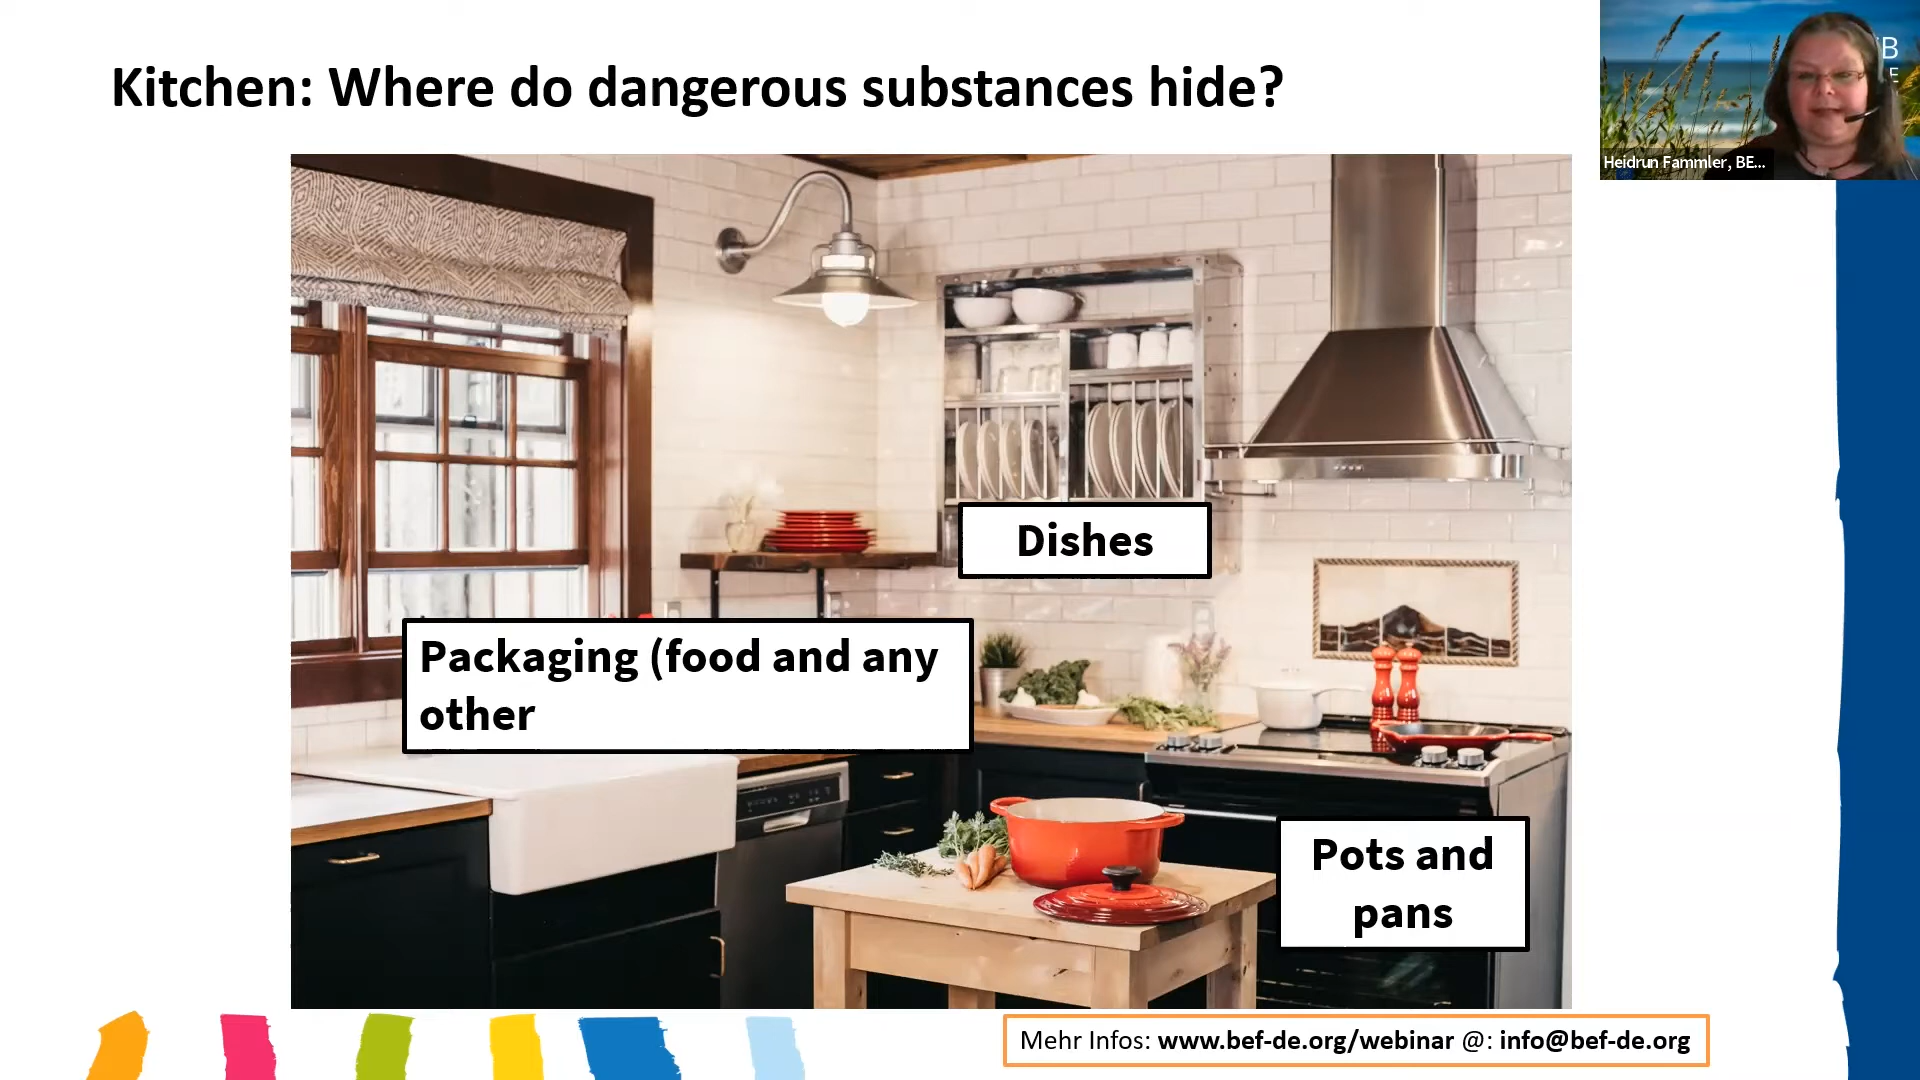 Kitchen: Where do dangerous substances hide?
B
E
Heidrun Fammler, BE...
Dishes
Packaging (food and any
other
Pots and
pans
Mehr Infos: www.bef-de.org/webinar @: info@bef-de.org